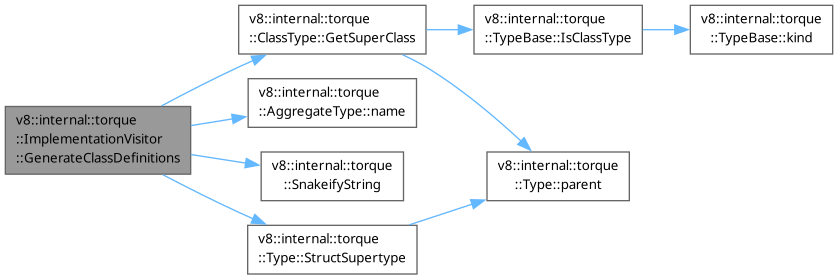 v8::internal::torque
::ImplementationVisitor
::GenerateClassDefinitions
v8::internal::torque
::ClassType::GetSuperClass
v8::internal::torque
::TypeBase::IsClassType
v8::internal::torque
::TypeBase::kind
v8::internal::torque
::AggregateType::name
v8::internal::torque
::SnakeifyString
v8::internal::torque
::Type::parent
v8::internal::torque
::Type::StructSupertype